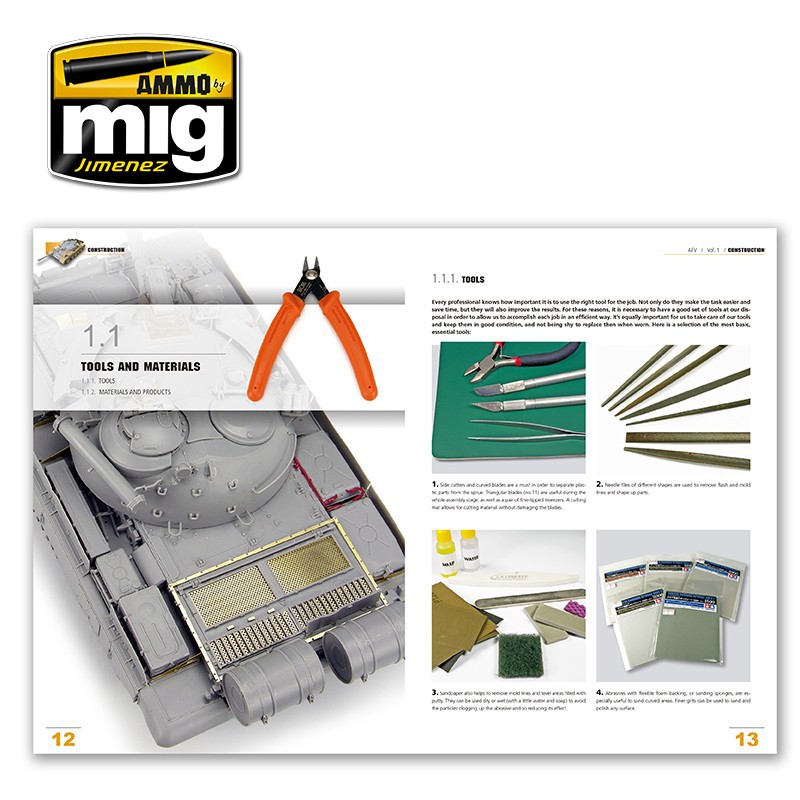 AMMO by
mig
Jimenez
CONSTRUCTION
1.1
TOOLS AND MATERIALS
1.1.1. TOOLS
1.1.2. MATERIALS AND PRODUCTS
12
AFV / Vol.1 / CONSTRUCTION
1.1.1. TOOLS
Every professional knows how important it is to use the right tool for the job. Not only do they make the task easier and
save time, but they will also improve the results. For these reasons, it is necessary to have a good set of tools at our dis-
posal in order to allow us to accomplish each job in an efficient way. It's equally important for us to take care of our tools
and keep them in good condition, and not being shy to replace then when worn. Here is a selection of the most basic,
essential tools:
1. Side cutters and curved blades are a must in order to separate plas-
tic parts from the sprue. Triangular blades (no.11) are useful during the
whole assembly stage, as well as a pair of fine-tipped tweezers. A cutting
mat allows for cutting material without damaging the blades.
2. Needle files of different shapes are used to remove flash and mold
lines and shape up parts.
SOAP
WATER
3. Sandpaper also helps to remove mold lines and level areas filled with
putty. They can be used dry or wet (with a little water and soap) to avoid
the particles clogging up the abrasive and so reducing its effect.
4. Abrasives with flexible foam backing, or sanding sponges, are es-
pecially useful to sand curved areas. Finer grits can be used to sand and
polish any surface.
13